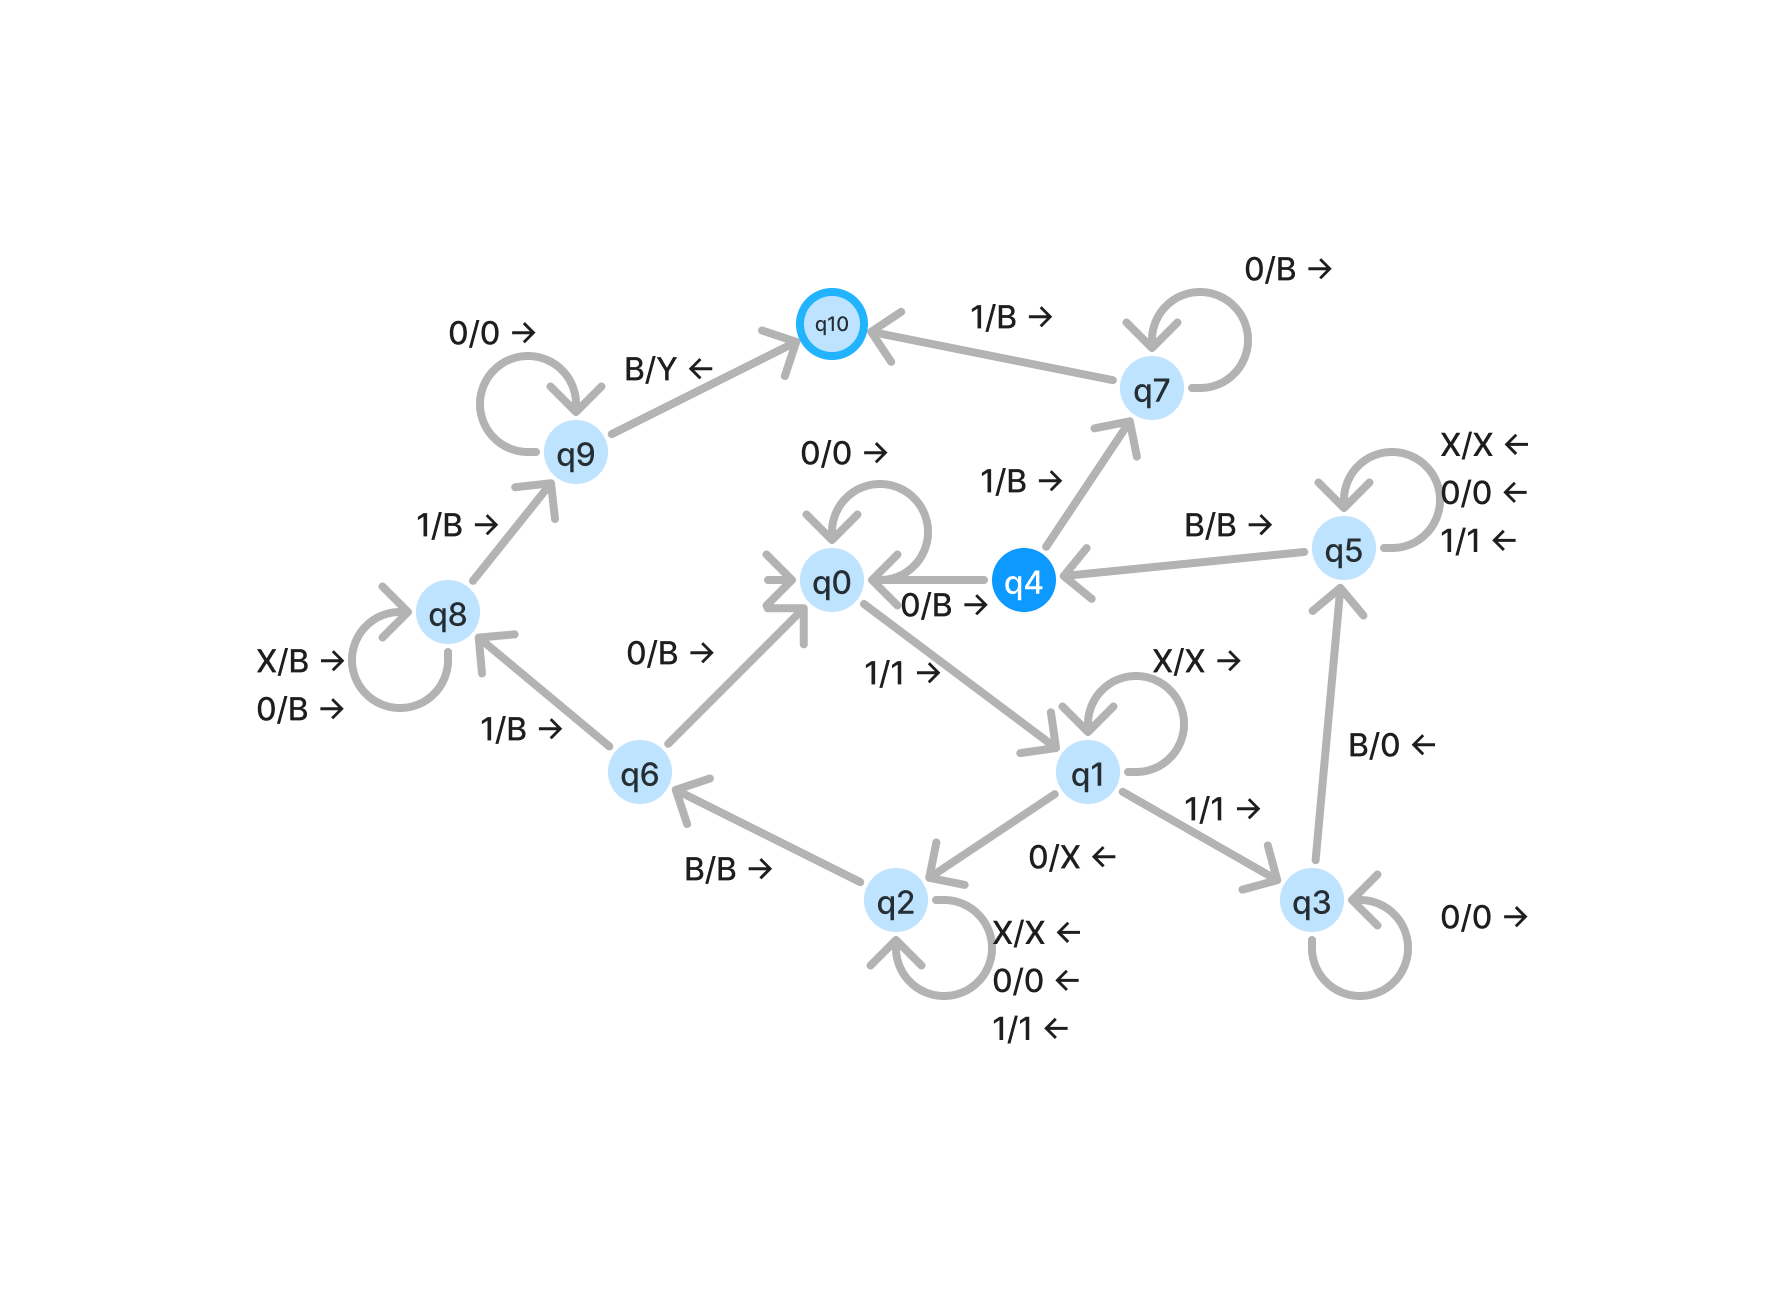 0/B →
1/B →
q10
0/0 →
B/Y ←
q7
0/0 →
X/X ←
q9
1/B →
0/0 ←
1/B →
B/B →
q5
1/1 ←
q0
q4
0/B →
q8
0/B →
X/B →
1/1 →
X/X →
0/B →
1/B →
q6
q1
B/0 ←
1/1 →
B/B →
0/X ←
q2
q3
0/0 →
X/X ←
0/0 ←
1/1 ←